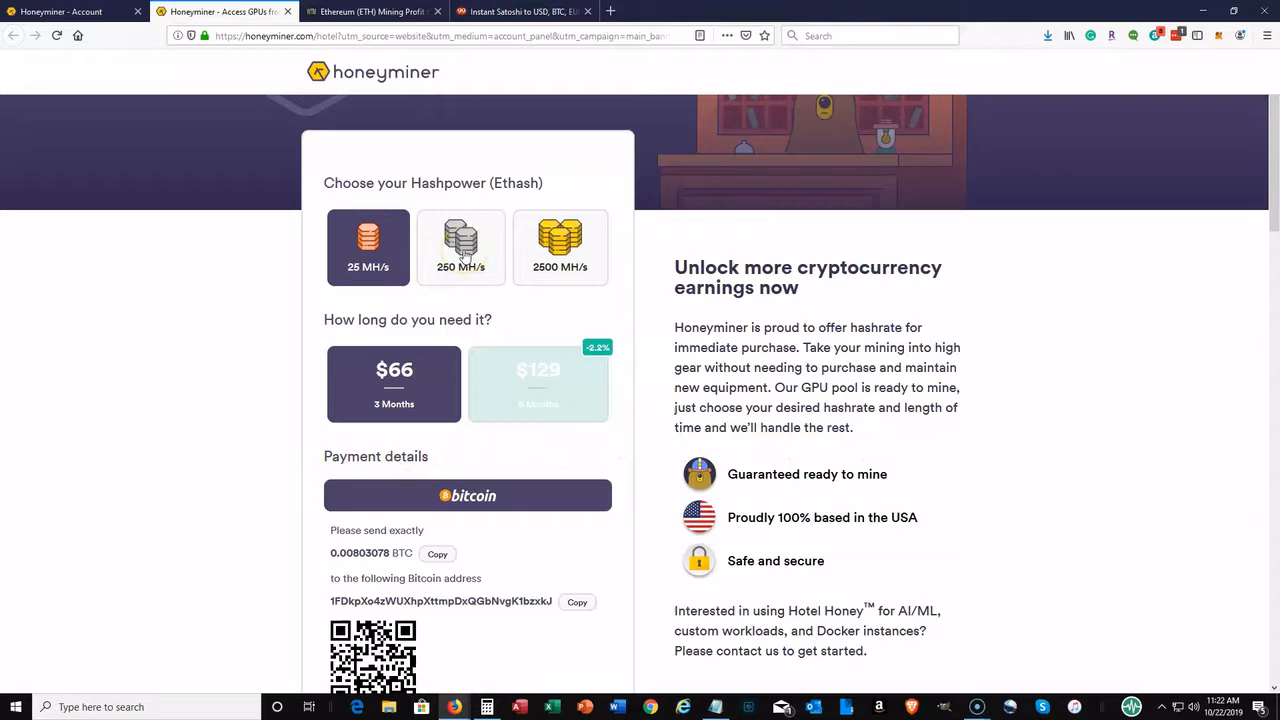 Honeyminer - Account
Honeyminer - Access GPUs fro
Ethereum (ETH) Mining Profit C
Instant Satoshi to USD, BTC, EUR
https://honeyminer.com/hotel?utm_source=website&utm_medium=account_panel&utm_campaign=main_ban
Search
honeyminer
Choose your Hashpower (Ethash)
25 MH/s
250 MH/s
2500 MH/s
How long do you need it?
-2.2%
$66
3 Months
$129
6 Months
Payment details
bitcoin
Please send exactly
0.00803078 BTC
Copy
to the following Bitcoin address
1FDkpXo4zWUXhpXttmpDxQGbNvgK1bzxkJ
Copy
Unlock more cryptocurrency
earnings now
Honeyminer is proud to offer hashrate for
immediate purchase. Take your mining into high
gear without needing to purchase and maintain
new equipment. Our GPU pool is ready to mine,
just choose your desired hashrate and length of
time and we'll handle the rest.
Guaranteed ready to mine
Proudly 100% based in the USA
Safe and secure
Interested in using Hotel Honey™ for AI/ML,
custom workloads, and Docker instances?
Please contact us to get started.
Type here to search
11:22 AM
10/22/2019